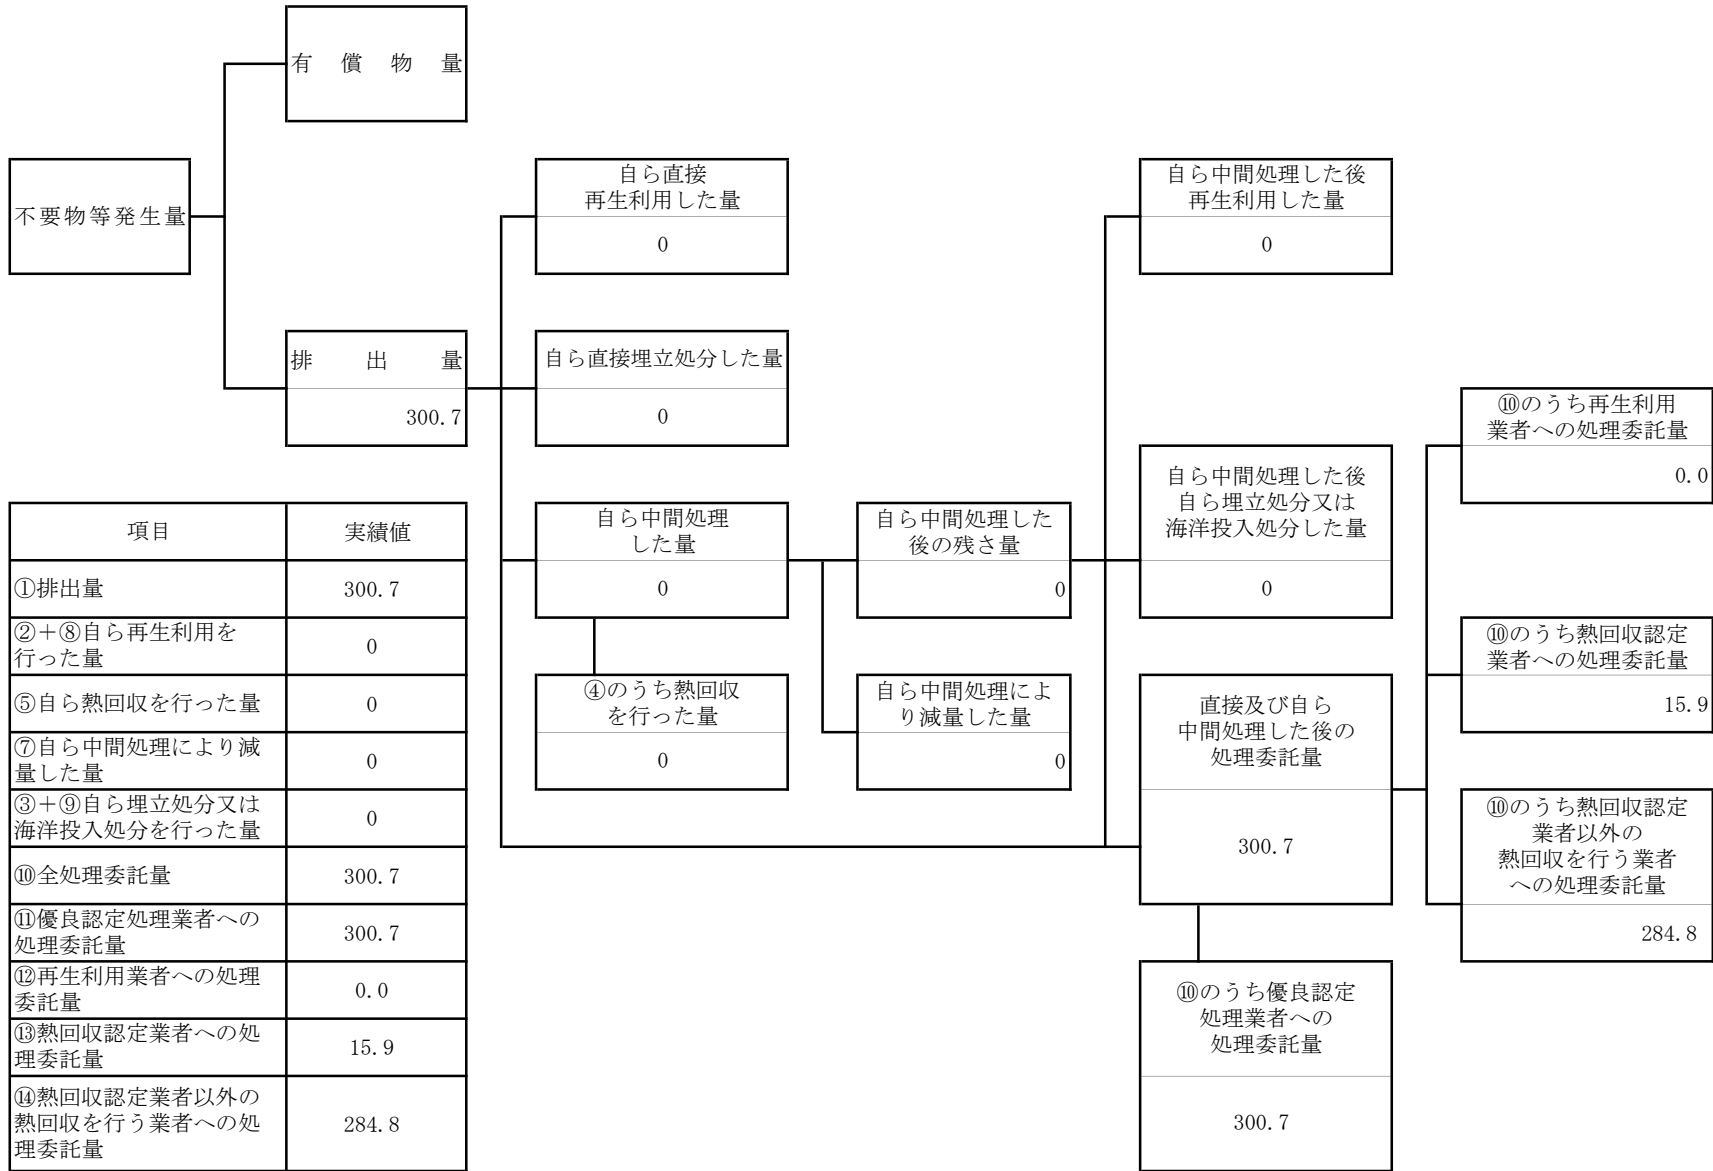 有償物量
不要物等発生量
自ら直接
再生利用した量
0
自ら中間処理した後
再生利用した量
0
排出量
300.7
自ら直接埋立処分した量
0
⑩のうち再生利用
業者への処理委託量
0.0
自ら中間処理
した量
0
自ら中間処理した
後の残さ量
0
自ら中間処理した後
自ら埋立処分又は
海洋投入処分した量
0
⑩のうち熱回収認定
業者への処理委託量
15.9
④のうち熱回収
を行った量
0
自ら中間処理によ
り減量した量
0
直接及び自ら
中間処理した後の
処理委託量
300.7
⑩のうち熱回収認定
業者以外の
熱回収を行う業者
への処理委託量
284.8
⑩のうち優良認定
処理業者への
処理委託量
300.7
項目 実績値
①排出量 300.7
②+⑧自ら再生利用を
行った量
0
⑤自ら熱回収を行った量 0
⑦自ら中間処理により減
量した量
0
③+⑨自ら埋立処分又は
海洋投入処分を行った量
0
⑩全処理委託量 300.7
⑪優良認定処理業者への
処理委託量
300.7
⑫再生利用業者への処理
委託量
0.0
⑬熱回収認定業者への処
理委託量
15.9
⑭熱回収認定業者以外の
熱回収を行う業者への処
理委託量
284.8